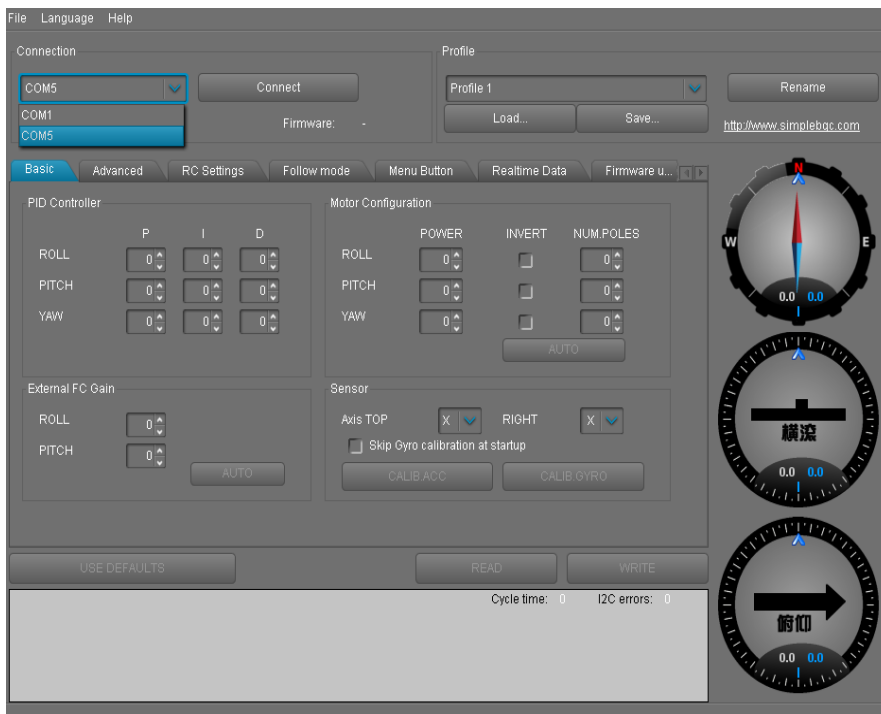 File Language Help
Connection
COM5
Connect
COM1
COM5
Firmware: -
Profile
Profile 1
Rename
Load...
Save...
http://www.simplebgc.com
Basic Advanced RC Settings Follow mode Menu Button Realtime Data Firmware u...
PID Controller
P I D
ROLL 0 0 0
PITCH 0 0 0
YAW 0 0 0
Motor Configuration
POWER INVERT NUM.POLES
ROLL 0 0
PITCH 0 0
YAW 0 0
AUTO
External FC Gain
ROLL 0
PITCH 0
AUTO
Sensor
Axis TOP X RIGHT X
Skip Gyro calibration at startup
CALIB.ACC CALIB.GYRO
USE DEFAULTS READ WRITE
Cycle time: 0 I2C errors: 0
N
W E
0.0 0.0
橫滾
0.0 0.0
俯仰
0.0 0.0